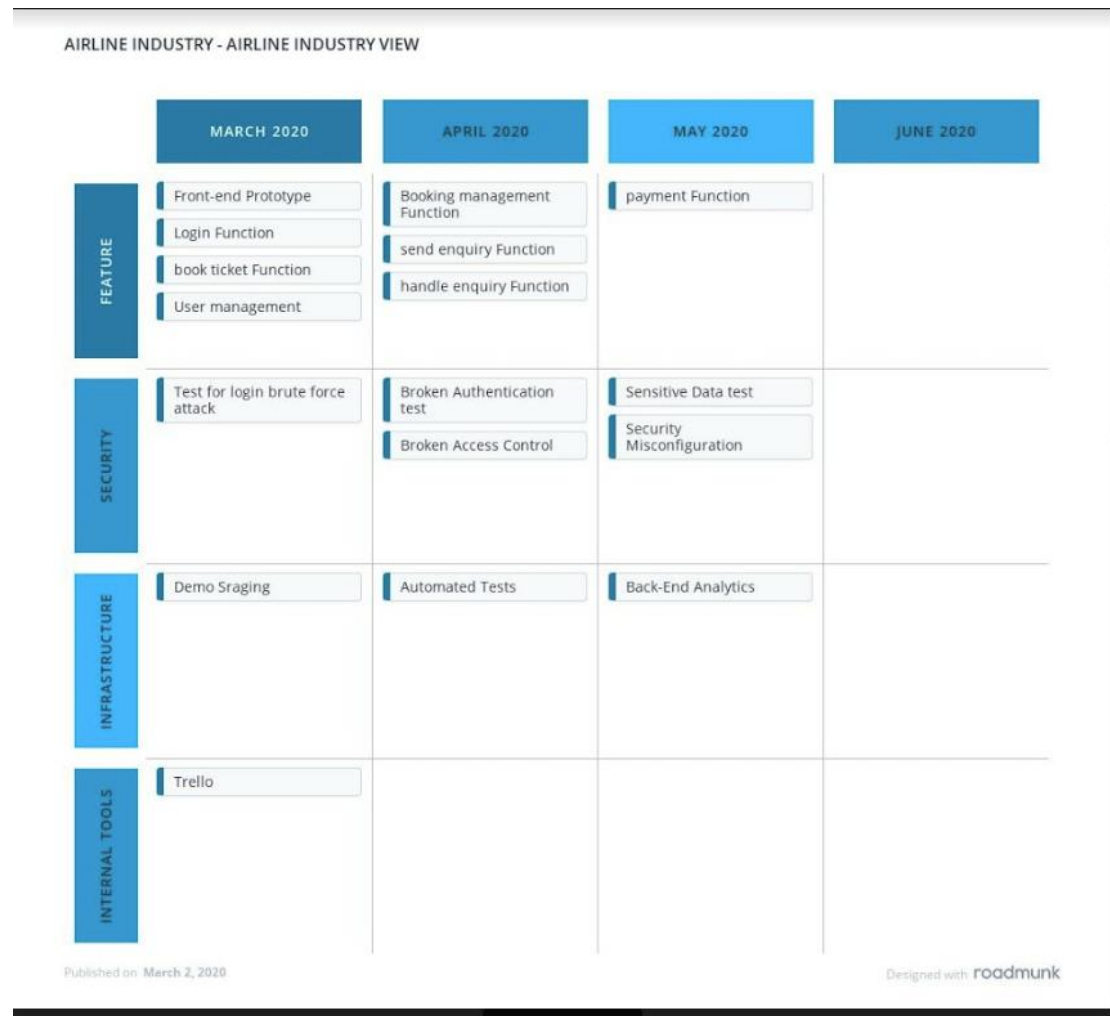 AIRLINE INDUSTRY - AIRLINE INDUSTRY VIEW
MARCH 2020
APRIL 2020
MAY 2020
JUNE 2020
FEATURE
Front-end Prototype
Login Function
book ticket Function
User management
Booking management
Function
send enquiry Function
handle enquiry Function
payment Function
SECURITY
Test for login brute force
attack
Broken Authentication
test
Broken Access Control
Sensitive Data test
Security
Misconfiguration
INFRASTRUCTURE
Demo Sraging
Automated Tests
Back-End Analytics
INTERNAL TOOLS
Trello
Published on March 2, 2020
Designed with roadmunk